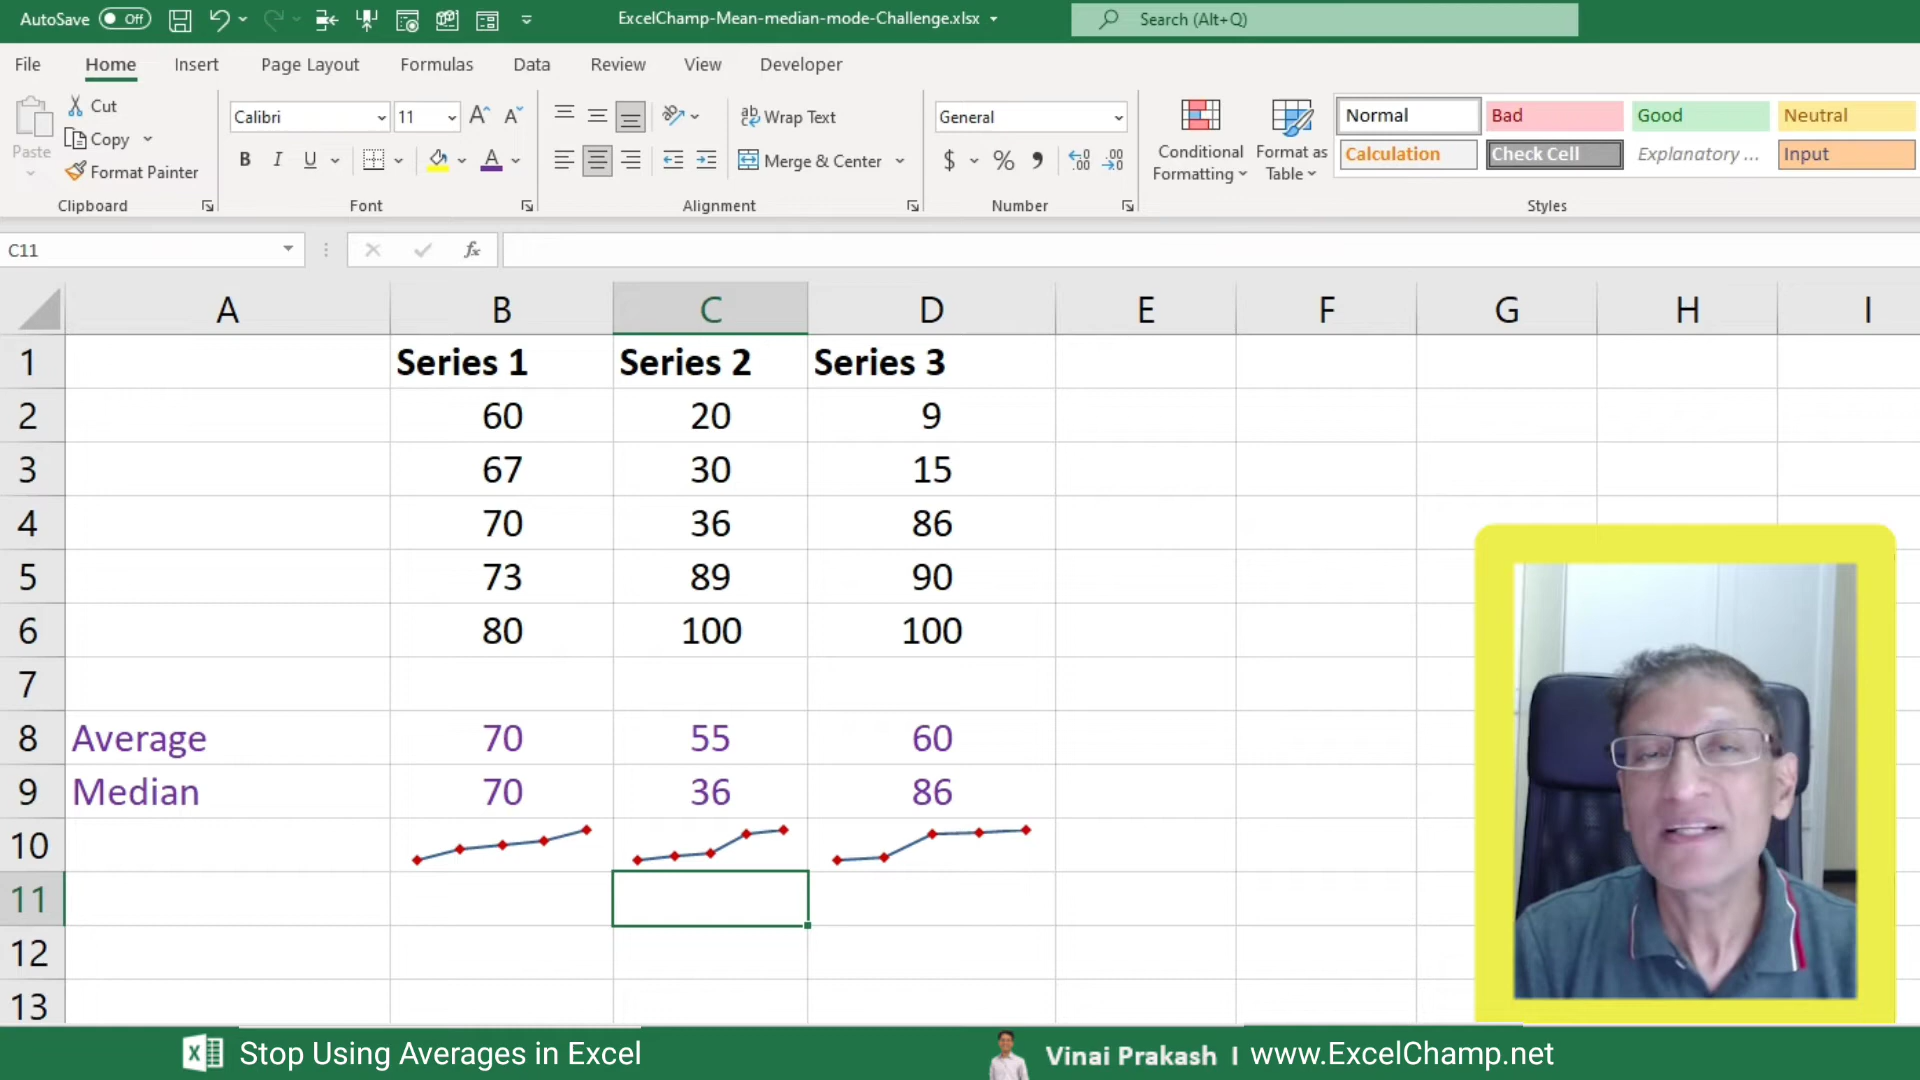 AutoSave Off ExcelChamp-Mean-median-mode-Challenge.xlsx Search (Alt+Q)
File Home Insert Page Layout Formulas Data Review View Developer
Paste
Cut
Copy
Format Painter
Clipboard
Calibri 11
B I U A
Font
Wrap Text
Merge & Center
Alignment
General
$ %
Number
Conditional Formatting
Format as Table
Normal Bad Good Neutral
Calculation Check Cell Explanatory ... Input
Styles
C11 fx
A B C D E F G H I
1 Series 1 Series 2 Series 3
2 60 20 9
3 67 30 15
4 70 36 86
5 73 89 90
6 80 100 100
7
8 Average 70 55 60
9 Median 70 36 86
10
11
12
13
Stop Using Averages in Excel Vinai Prakash I www.ExcelChamp.net